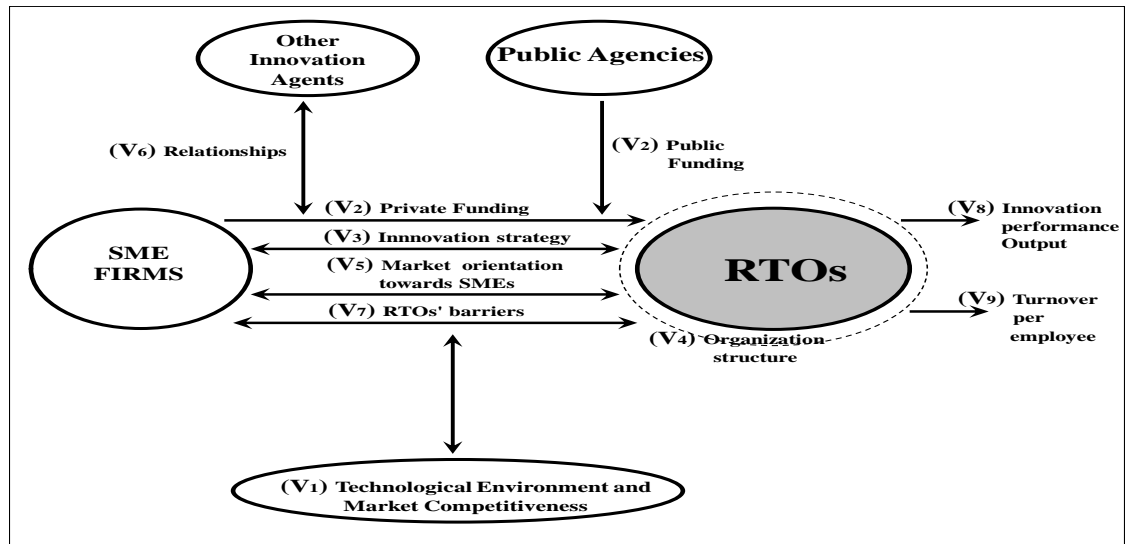 Other
Innovation
Agents
Public Agencies
(V6) Relationships
(V2) Public
Funding
(V2) Private Funding
(V3) Innnovation strategy
(V5) Market orientation
towards SMEs
(V7) RTOs' barriers
SME
FIRMS
RTOs
(V8) Innovation
performance
Output
(V9) Turnover
per
employee
(V4) Organization
structure
(V1) Technological Environment and
Market Competitiveness